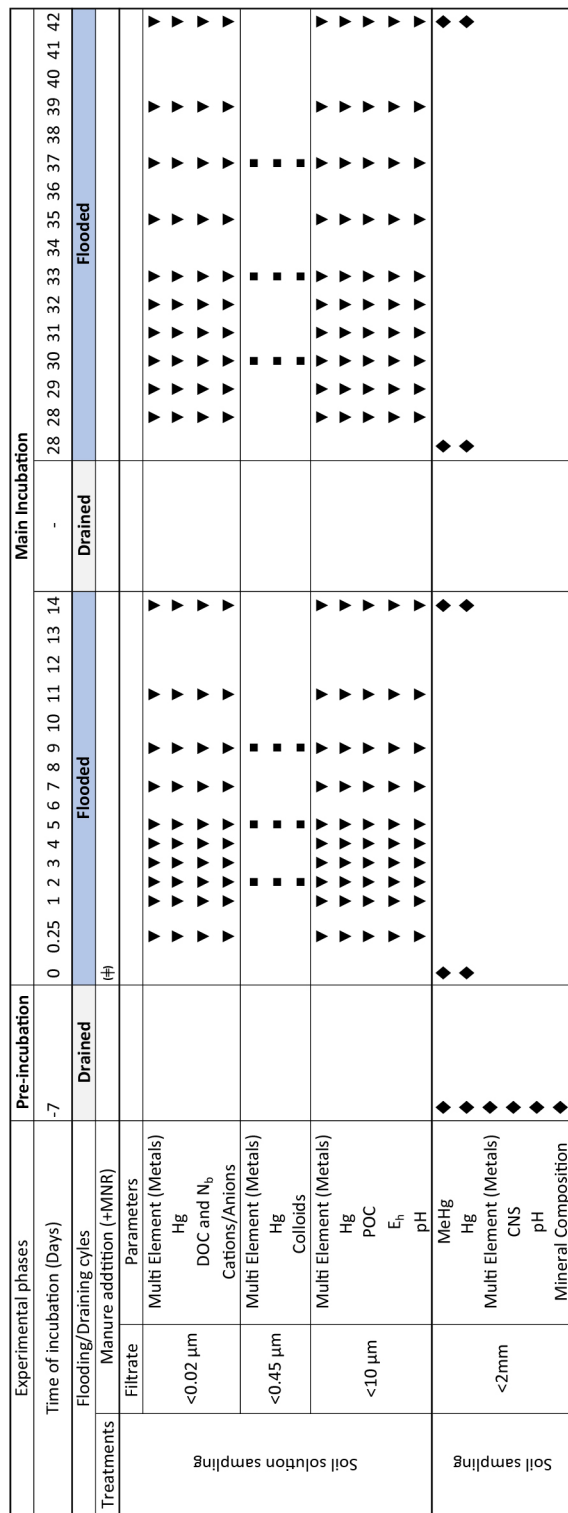 Experimental phases Pre-incubation Main Incubation
Time of incubation (Days) -7 0 0.25 1 2 3 4 5 6 7 8 9 10 11 12 13 14 - 28 28 29 30 31 32 33 34 35 36 37 38 39 40 41 42
Flooding/Draining cyles Drained Flooded Drained Flooded
Treatments Manure addtition (+MNR) (ǂ)
Filtrate Parameters
Soil solution sampling
<0.02 µm
Multi Element (Metals)
Hg
DOC and Nb
Cations/Anions
<0.45 µm
Multi Element (Metals)
Hg
Colloids
<10 µm
Multi Element (Metals)
Hg
POC
Eh
pH
Soil sampling
<2mm
MeHg
Hg
Multi Element (Metals)
CNS
pH
Mineral Composition